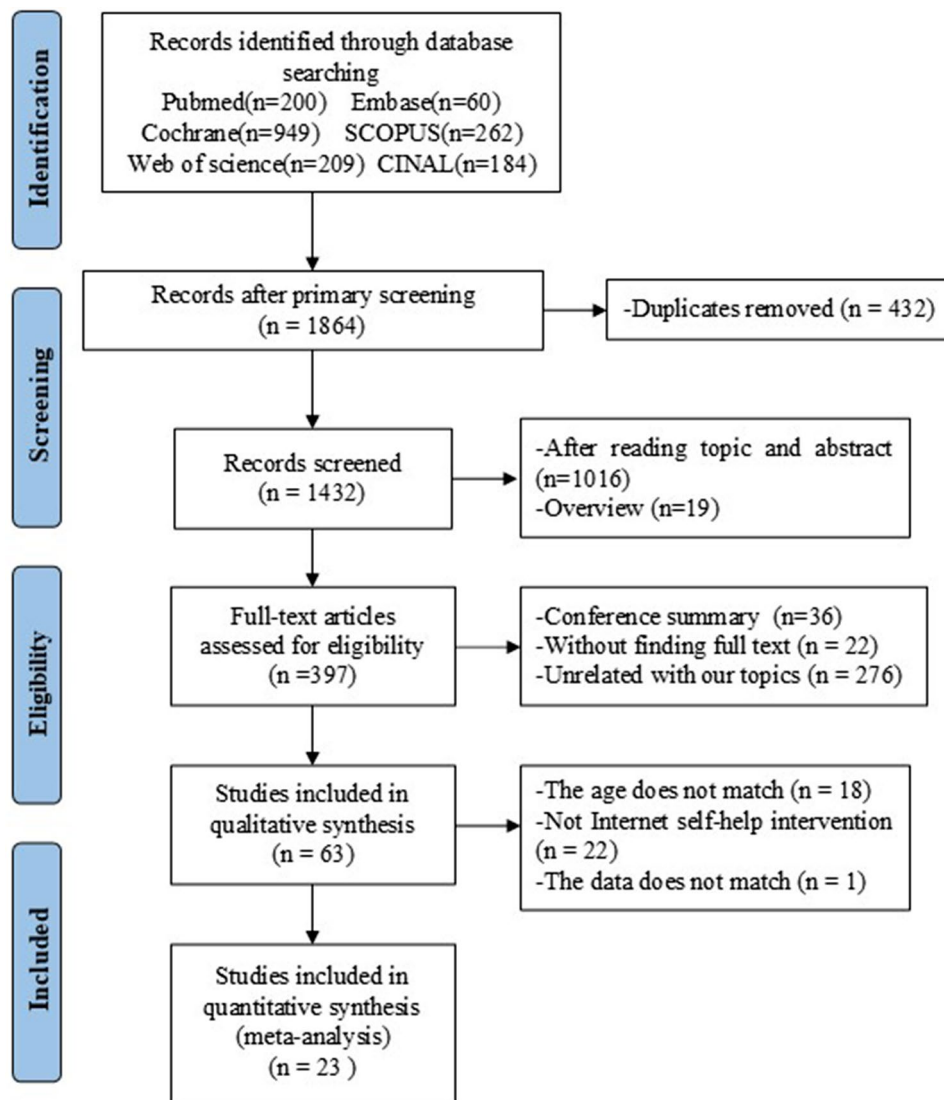 Identification
Records identified through database
searching
Pubmed(n=200) Embase(n=60)
Cochrane(n=949) SCOPUS(n=262)
Web of science(n=209) CINAL(n=184)
Screening
Records after primary screening
(n = 1864)
-Duplicates removed (n = 432)
Records screened
(n = 1432)
-After reading topic and abstract
(n=1016)
-Overview (n=19)
Eligibility
Full-text articles
assessed for eligibility
(n =397)
-Conference summary (n=36)
-Without finding full text (n = 22)
-Unrelated with our topics (n = 276)
Studies included in
qualitative synthesis
(n = 63)
-The age does not match (n = 18)
-Not Internet self-help intervention
(n = 22)
-The data does not match (n = 1)
Included
Studies included in
quantitative synthesis
(meta-analysis)
(n = 23 )